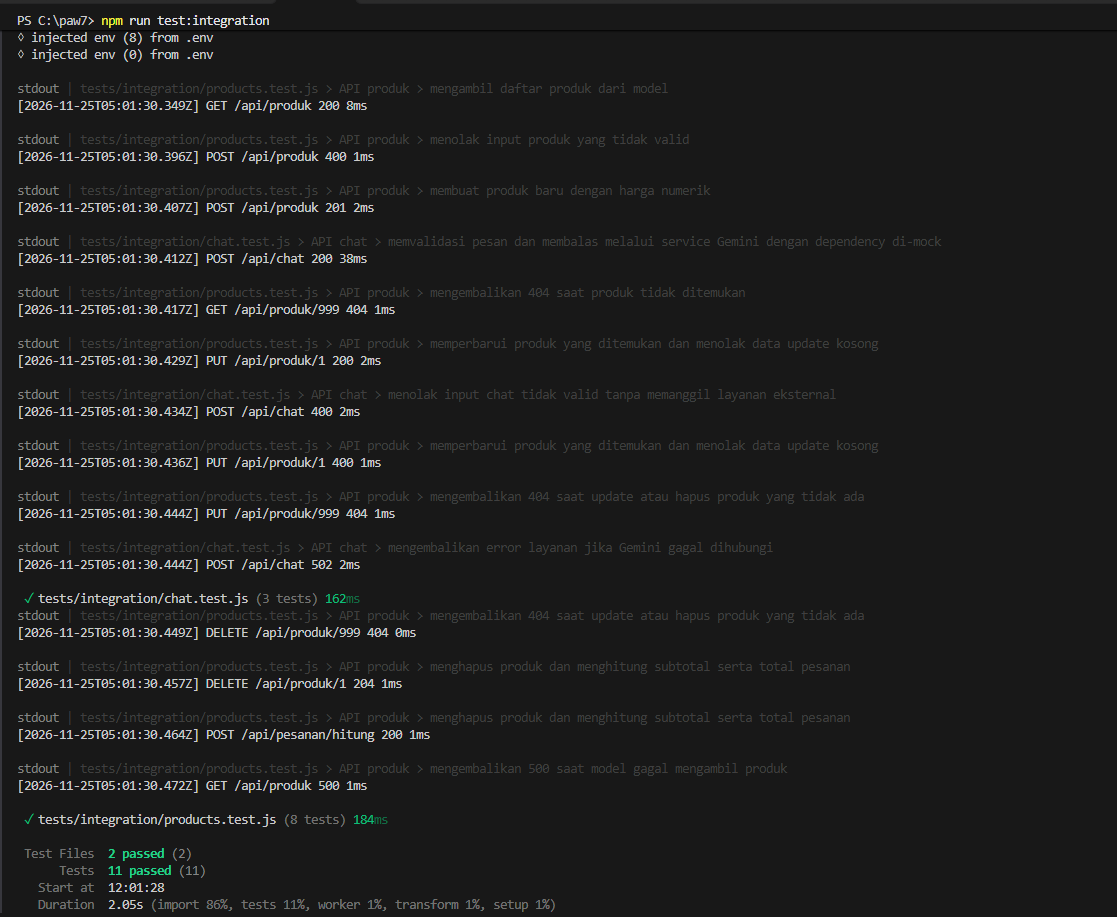 PS C:\paw7> npm run test:integration
◊ injected env (8) from .env
◊ injected env (0) from .env
stdout | tests/integration/products.test.js > API produk > mengambil daftar produk dari model
[2026-11-25T05:01:30.349Z] GET /api/produk 200 8ms
stdout | tests/integration/products.test.js > API produk > menolak input produk yang tidak valid
[2026-11-25T05:01:30.396Z] POST /api/produk 400 1ms
stdout | tests/integration/products.test.js > API produk > membuat produk baru dengan harga numerik
[2026-11-25T05:01:30.407Z] POST /api/produk 201 2ms
stdout | tests/integration/chat.test.js > API chat > memvalidasi pesan dan membalas melalui service Gemini dengan dependency di-mock
[2026-11-25T05:01:30.412Z] POST /api/chat 200 38ms
stdout | tests/integration/products.test.js > API produk > mengembalikan 404 saat produk tidak ditemukan
[2026-11-25T05:01:30.417Z] GET /api/produk/999 404 1ms
stdout | tests/integration/products.test.js > API produk > memperbarui produk yang ditemukan dan menolak data update kosong
[2026-11-25T05:01:30.429Z] PUT /api/produk/1 200 2ms
stdout | tests/integration/chat.test.js > API chat > menolak input chat tidak valid tanpa memanggil layanan eksternal
[2026-11-25T05:01:30.434Z] POST /api/chat 400 2ms
stdout | tests/integration/products.test.js > API produk > memperbarui produk yang ditemukan dan menolak data update kosong
[2026-11-25T05:01:30.436Z] PUT /api/produk/1 400 1ms
stdout | tests/integration/products.test.js > API produk > mengembalikan 404 saat update atau hapus produk yang tidak ada
[2026-11-25T05:01:30.444Z] PUT /api/produk/999 404 1ms
stdout | tests/integration/chat.test.js > API chat > mengembalikan error layanan jika Gemini gagal dihubungi
[2026-11-25T05:01:30.444Z] POST /api/chat 502 2ms
✓ tests/integration/chat.test.js (3 tests) 162ms
stdout | tests/integration/products.test.js > API produk > mengembalikan 404 saat update atau hapus produk yang tidak ada
[2026-11-25T05:01:30.449Z] DELETE /api/produk/999 404 0ms
stdout | tests/integration/products.test.js > API produk > menghapus produk dan menghitung subtotal serta total pesanan
[2026-11-25T05:01:30.457Z] DELETE /api/produk/1 204 1ms
stdout | tests/integration/products.test.js > API produk > menghapus produk dan menghitung subtotal serta total pesanan
[2026-11-25T05:01:30.464Z] POST /api/pesanan/hitung 200 1ms
stdout | tests/integration/products.test.js > API produk > mengembalikan 500 saat model gagal mengambil produk
[2026-11-25T05:01:30.472Z] GET /api/produk 500 1ms
✓ tests/integration/products.test.js (8 tests) 184ms
Test Files 2 passed (2)
Tests 11 passed (11)
Start at 12:01:28
Duration 2.05s (import 86%, tests 11%, worker 1%, transform 1%, setup 1%)